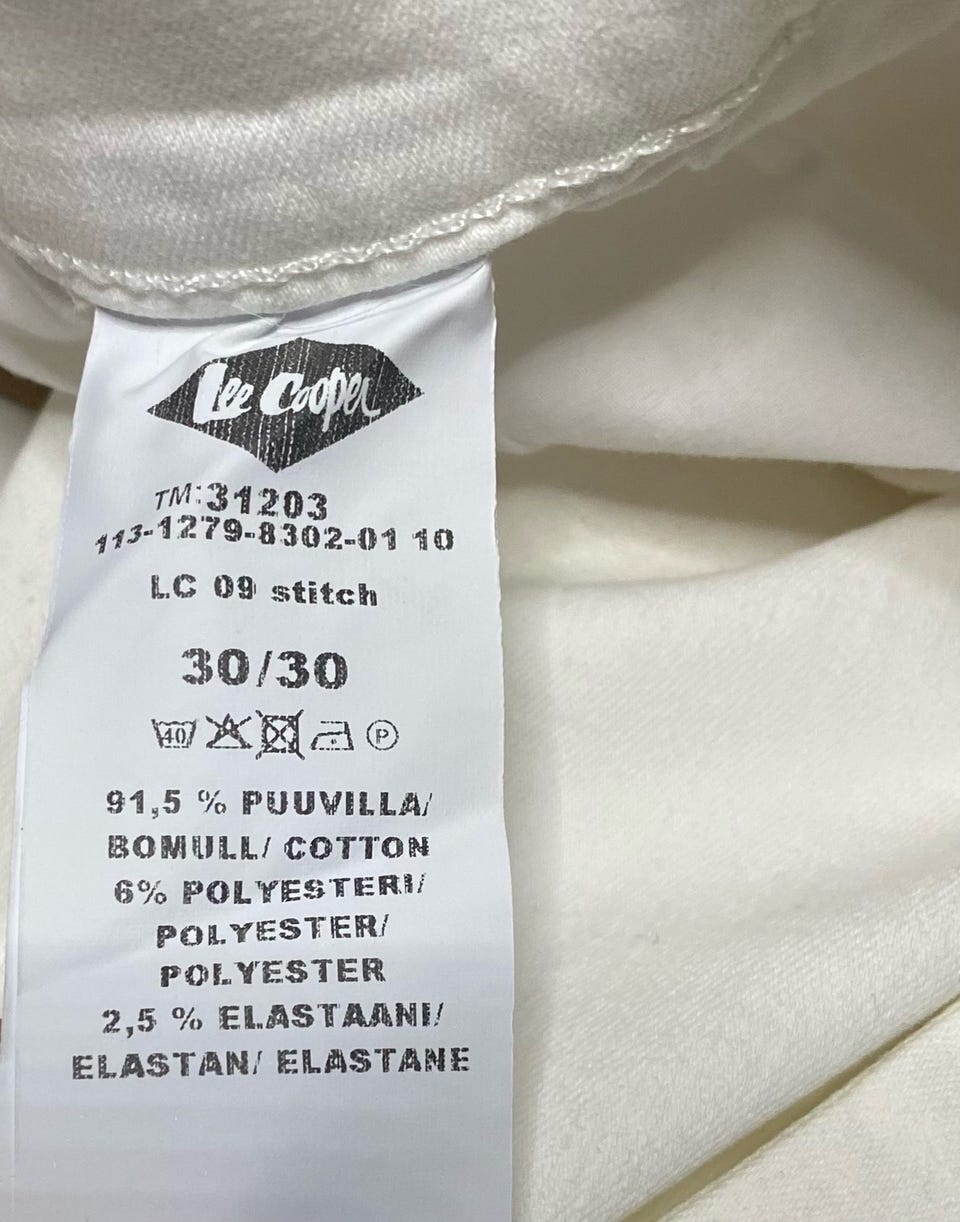 Lee Cooper
TM:31203
113-1279-8302-01 10
LC 09 stitch
30/30
40 P
91,5 % PUUVILLA/
BOMULL/ COTTON
6% POLYESTERI/
POLYESTER/
POLYESTER
2,5 % ELASTAANI/
ELASTAN/ ELASTANE